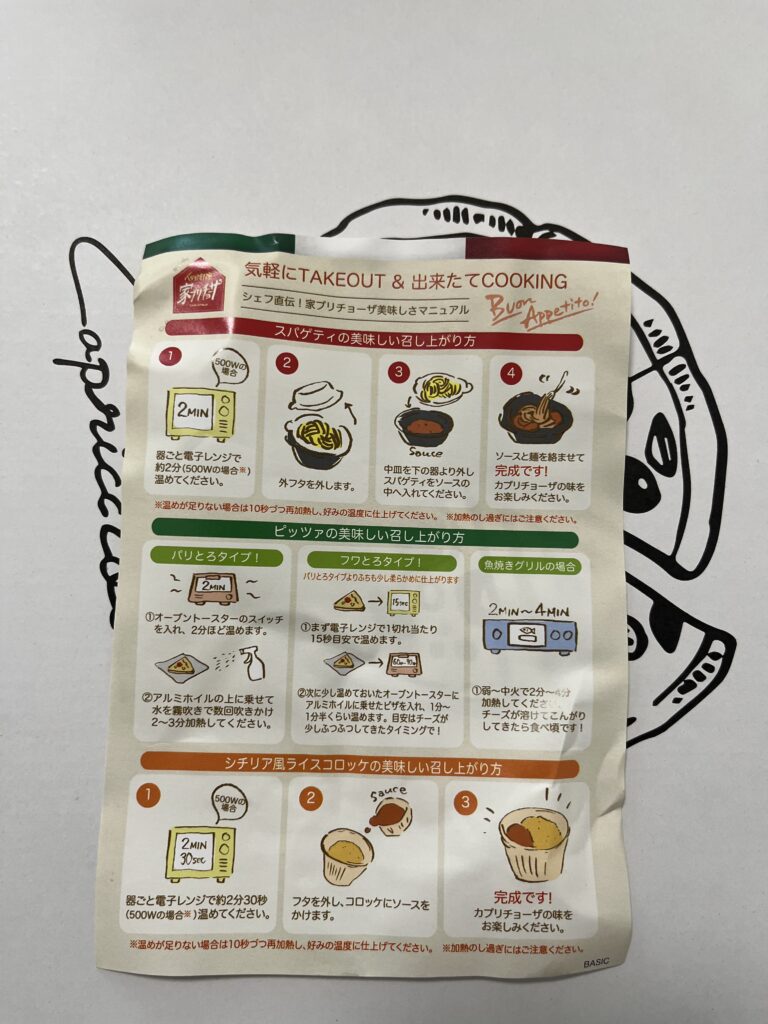 Capricciosa
家プリチョーザ
気軽にTAKEOUT & 出来たてCOOKING
シェフ直伝！家プリチョーザ美味しさマニュアル
Buon Appetito!
スパゲティの美味しい召し上がり方
1
500Wの場合
2MIN
器ごと電子レンジで
約2分(500Wの場合※)
温めてください。
2
外フタを外します。
3
Souce
中皿を下の器より外し
スパゲティをソースの
中へ入れてください。
4
ソースと麺を絡ませて
完成です!
カプリチョーザの味を
お楽しみください。
※温めが足りない場合は10秒づつ再加熱し、好みの温度に仕上げてください。 ※加熱のし過ぎにはご注意ください。
ピッツァの美味しい召し上がり方
パリとろタイプ！
2MIN
①オーブントースターのスイッチ
を入れ、2分ほど温めます。
②アルミホイルの上に乗せて
水を霧吹きで数回吹きかけ
2〜3分加熱してください。
フワとろタイプ！
パリとろタイプよりふちも少し柔らかめに仕上がります
15sec
①まず電子レンジで1切れ当たり
15秒目安で温めます。
②次に少し温めておいたオーブントースターに
アルミホイルに乗せたピザを入れ、1分〜
1分半くらい温めます。目安はチーズが
少しふつふつしてきたタイミングで！
魚焼きグリルの場合
2MIN〜4MIN
①弱〜中火で2分〜4分
加熱してください。
チーズが溶けてこんがり
してきたら食べ頃です！
シチリア風ライスコロッケの美味しい召し上がり方
1
500Wの場合
2MIN
30sec
器ごと電子レンジで約2分30秒
(500Wの場合※)温めてください。
2
sauce
フタを外し、コロッケにソースを
かけます。
3
完成です!
カプリチョーザの味を
お楽しみください。
※温めが足りない場合は10秒づつ再加熱し、好みの温度に仕上げてください。 ※加熱のし過ぎにはご注意ください。
BASIC